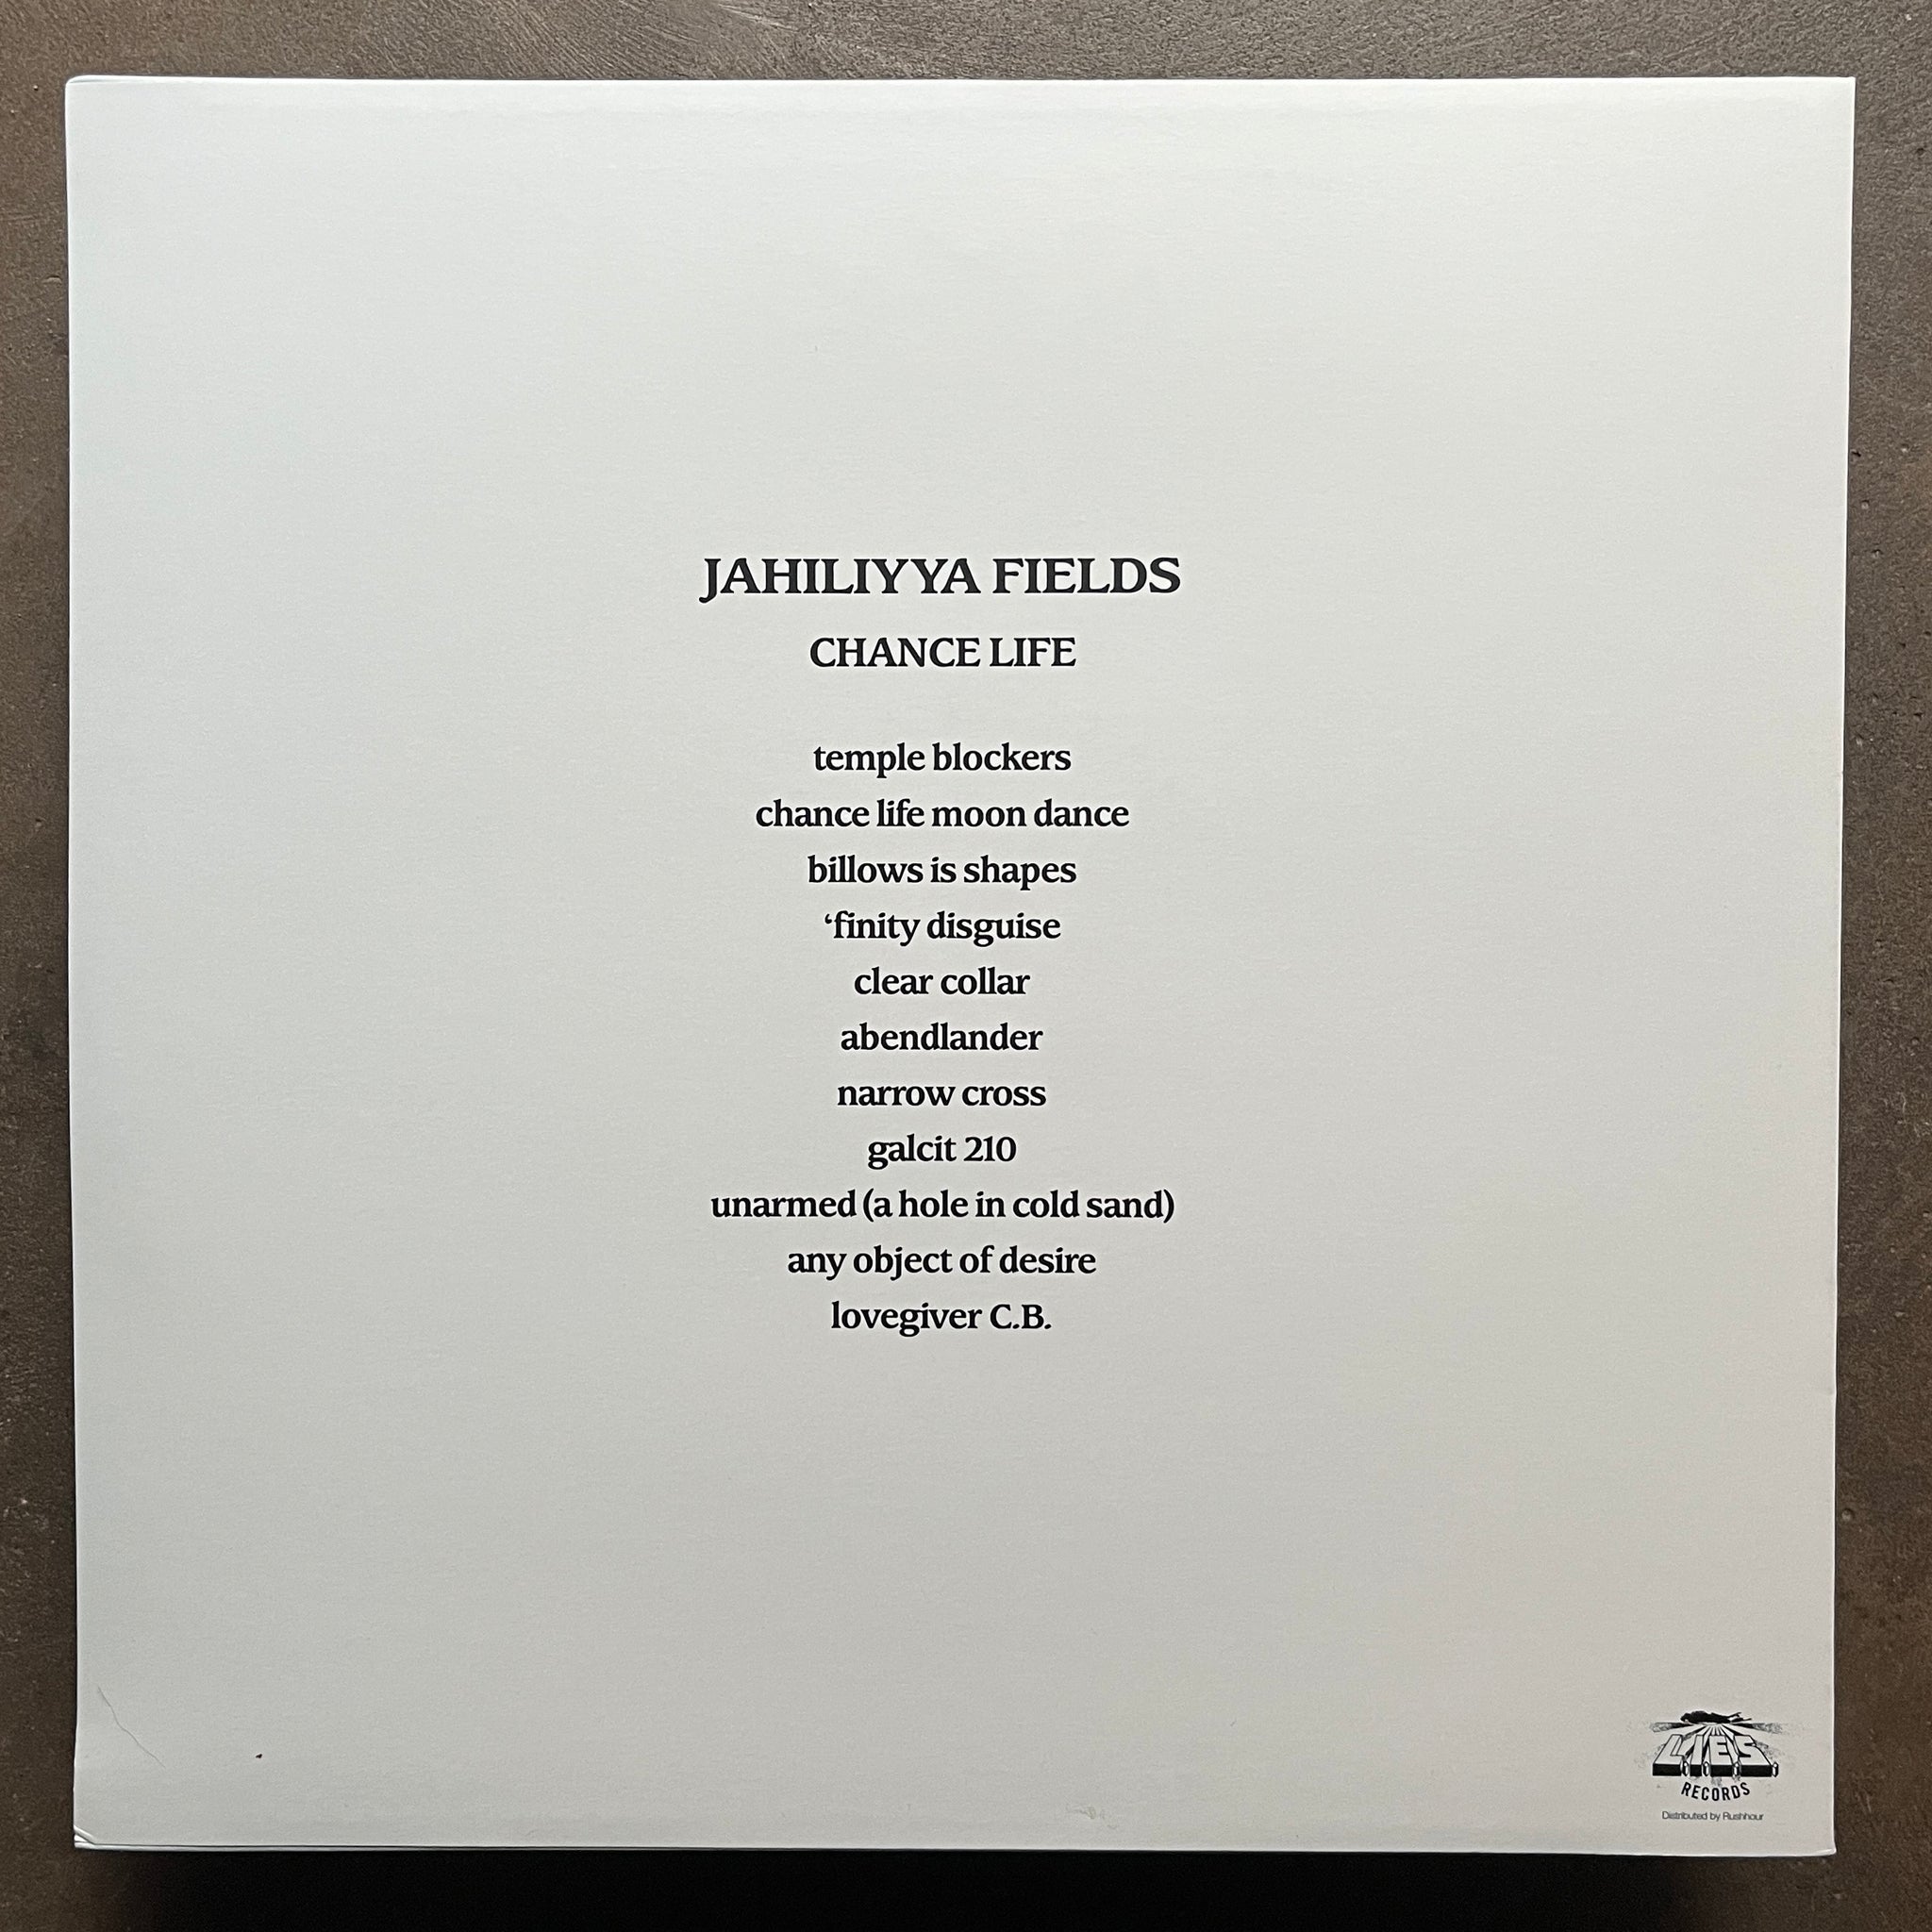 JAHILIYYA FIELDS
CHANCE LIFE
temple blockers
chance life moon dance
billows is shapes
‘finity disguise
clear collar
abendlander
narrow cross
galcit 210
unarmed (a hole in cold sand)
any object of desire
lovegiver C.B.
L.I.E.S.
RECORDS
Distributed by Rushhour